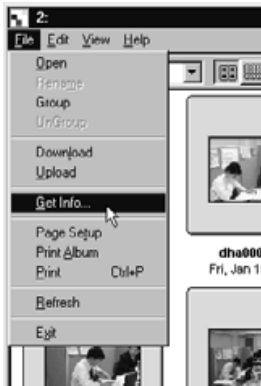 2:
File Edit View Help
Open
Rename
Group
UnGroup
Download
Upload
Get Info...
Page Setup
Print Album
Print Ctrl+P
Refresh
Exit
dha000
Fri, Jan 1